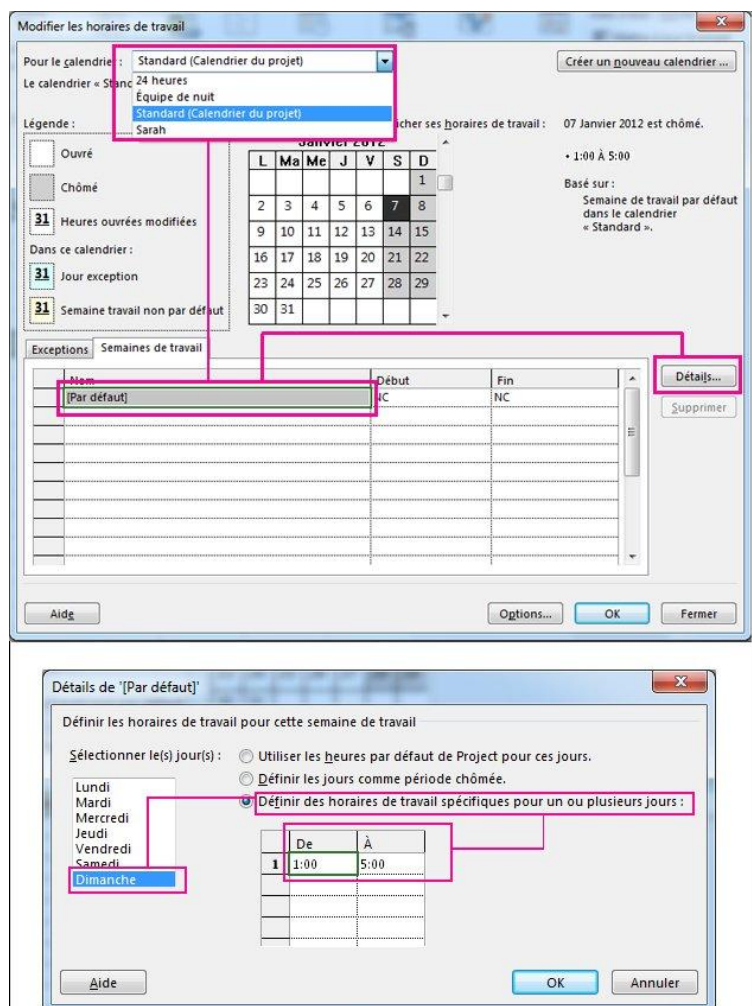 Modifier les horaires de travail
Pour le calendrier : Standard (Calendrier du projet) Créer un nouveau calendrier ...
Le calendrier « Stand
24 heures
Équipe de nuit
Standard (Calendrier du projet)
Sarah
Légende :
Ouvré
Chômé
31 Heures ouvrées modifiées
Dans ce calendrier :
31 Jour exception
31 Semaine travail non par défaut
cher ses horaires de travail :
Janvier 2012
L Ma Me J V S D
1
2 3 4 5 6 7 8
9 10 11 12 13 14 15
16 17 18 19 20 21 22
23 24 25 26 27 28 29
30 31
07 Janvier 2012 est chômé.
• 1:00 À 5:00
Basé sur :
Semaine de travail par défaut
dans le calendrier
« Standard ».
Exceptions Semaines de travail
Nom Début Fin
[Par défaut] NC NC
Détails...
Supprimer
Aide Options... OK Fermer
Détails de '[Par défaut]'
Définir les horaires de travail pour cette semaine de travail
Sélectionner le(s) jour(s) :
Lundi
Mardi
Mercredi
Jeudi
Vendredi
Samedi
Dimanche
Utiliser les heures par défaut de Project pour ces jours.
Définir les jours comme période chômée.
Définir des horaires de travail spécifiques pour un ou plusieurs jours :
De À
1 1:00 5:00
Aide OK Annuler